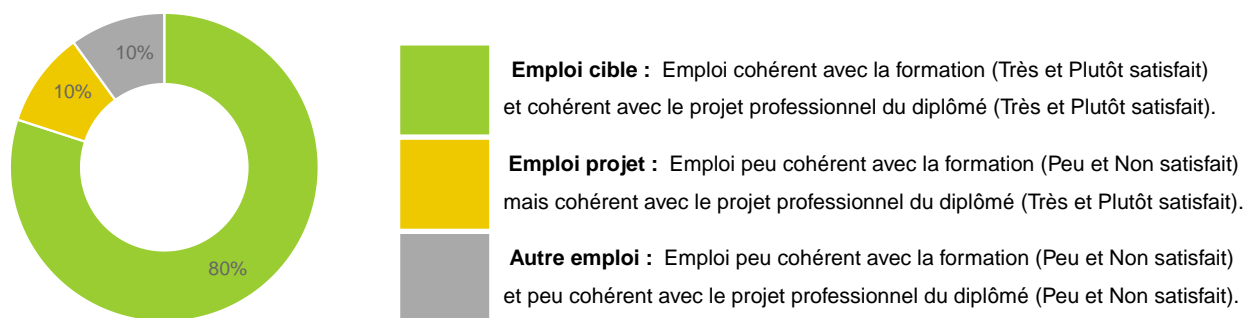 10%
10%
80%
Emploi cible : Emploi cohérent avec la formation (Très et Plutôt satisfait)
et cohérent avec le projet professionnel du diplômé (Très et Plutôt satisfait).
Emploi projet : Emploi peu cohérent avec la formation (Peu et Non satisfait)
mais cohérent avec le projet professionnel du diplômé (Très et Plutôt satisfait).
Autre emploi : Emploi peu cohérent avec la formation (Peu et Non satisfait)
et peu cohérent avec le projet professionnel du diplômé (Peu et Non satisfait).